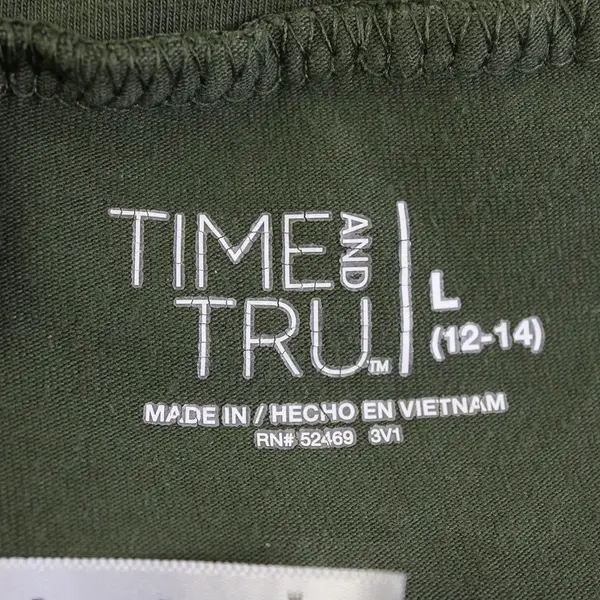 TIME AND
TRU™
L
(12-14)
MADE IN / HECHO EN VIETNAM
RN# 52469 3V1